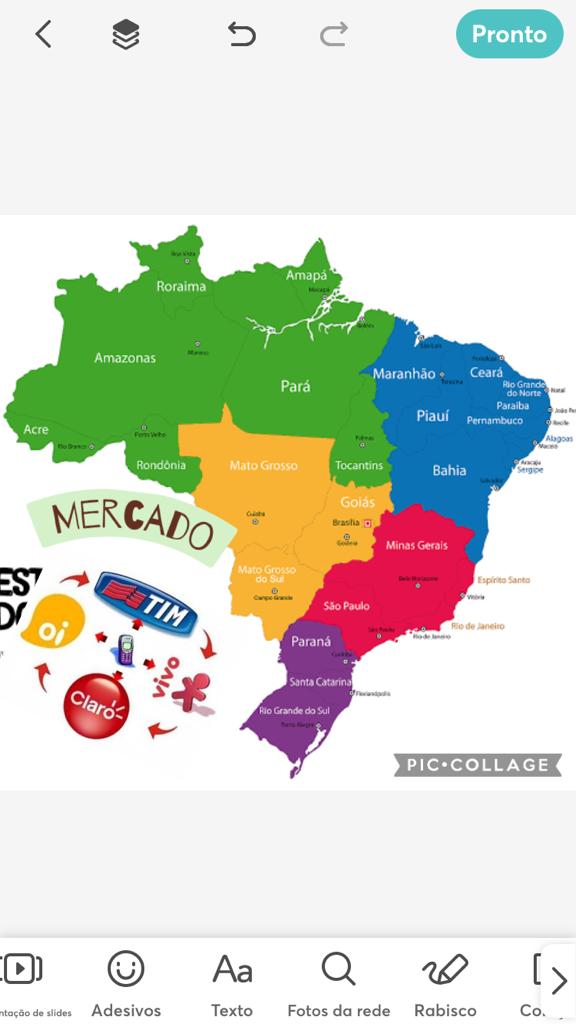 Pronto
Boa Vista
Roraima
Amapá
Macapá
Belém
Amazonas
Manaus
Pará
São Luis
Maranhão
Teresina
Fortaleza
Ceará
Rio Grande
do Norte
Natal
Paraíba
João Pe
Piauí
Pernambuco
Recife
Alagoas
Maceió
Acre
Rio Branco
Porto Velho
Rondônia
Palmas
Tocantins
Mato Grosso
Cuiabá
Bahia
Aracaju
Sergipe
Salvador
Goiás
Brasília
Goiânia
MERCADO
Minas Gerais
Belo Horizonte
Espírito Santo
Vitória
Mato Grosso
do Sul
Campo Grande
São Paulo
São Paulo
Rio de Janeiro
Rio de Janeiro
EST
DO
oi
TIM
vivo
Claro
Paraná
Curitiba
Santa Catarina
Florianópolis
Rio Grande do Sul
Porto Alegre
PIC•COLLAGE
ntação de slides
Adesivos
Texto
Fotos da rede
Rabisco
Co